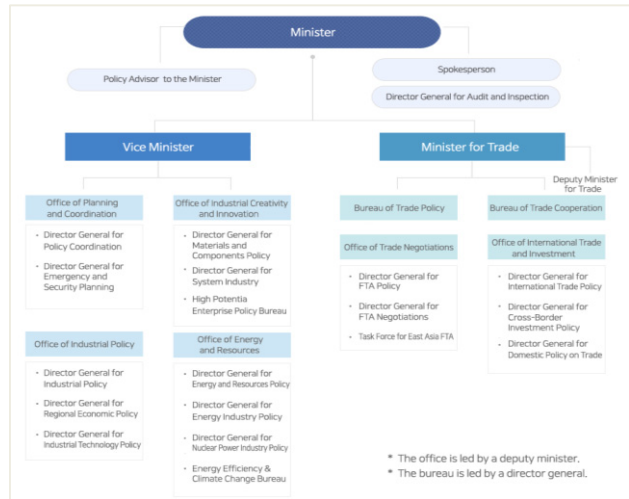 Minister
Policy Advisor to the Minister
Spokesperson
Director General for Audit and Inspection
Vice Minister
Minister for Trade
Deputy Minister
for Trade
Office of Planning
and Coordination
• Director General for
Policy Coordination
• Director General for
Emergency and
Security Planning
Office of Industrial Creativity
and Innovation
• Director General for
Materials and
Components Policy
• Director General for
System Industry
• High Potentia
Enterprise Policy Bureau
Office of Industrial Policy
• Director General for
Industrial Policy
• Director General for
Regional Economic Policy
• Director General for
Industrial Technology Policy
Office of Energy
and Resources
• Director General for
Energy and Resources Policy
• Director General for
Energy Industry Policy
• Director General for
Nuclear Power Industry Policy
• Energy Efficiency &
Climate Change Bureau
Bureau of Trade Policy
Office of Trade Negotiations
• Director General for
FTA Policy
• Director General for
FTA Negotiations
• Task Force for East Asia FTA
Bureau of Trade Cooperation
Office of International Trade
and Investment
• Director General for
International Trade Policy
• Director General for
Cross-Border
Investment Policy
• Director General for
Domestic Policy on Trade
* The office is led by a deputy minister.
* The bureau is led by a director general.